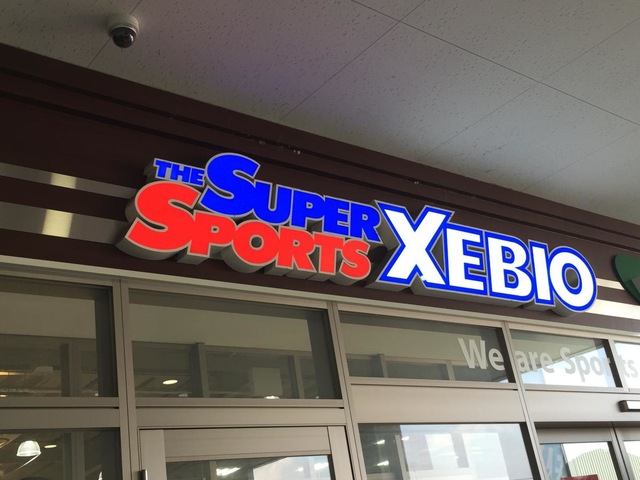 THE SUPER
SPORTS
XEBIO
We are Sports